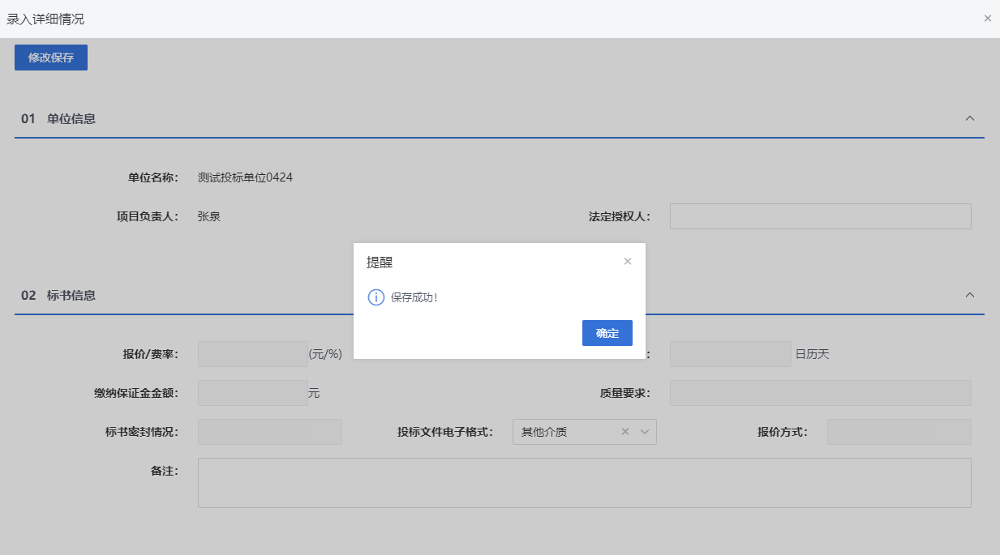 录入详细情况
修改保存
01 单位信息
单位名称： 测试投标单位0424
项目负责人： 张泉 法定授权人：
提醒
保存成功！
确定
02 标书信息
报价/费率： (元/%) ： 日历天
缴纳保证金金额： 元 质量要求：
标书密封情况： 投标文件电子格式： 其他介质 报价方式：
备注：